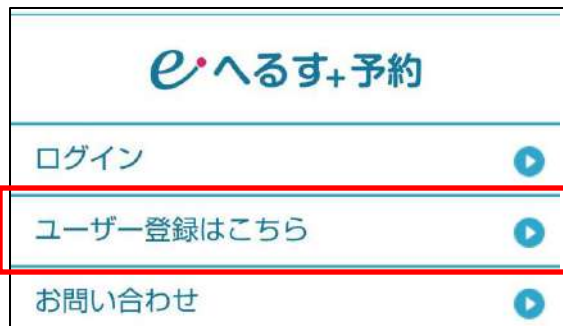 e・へるす+予約
ログイン
ユーザー登録はこちら
お問い合わせ